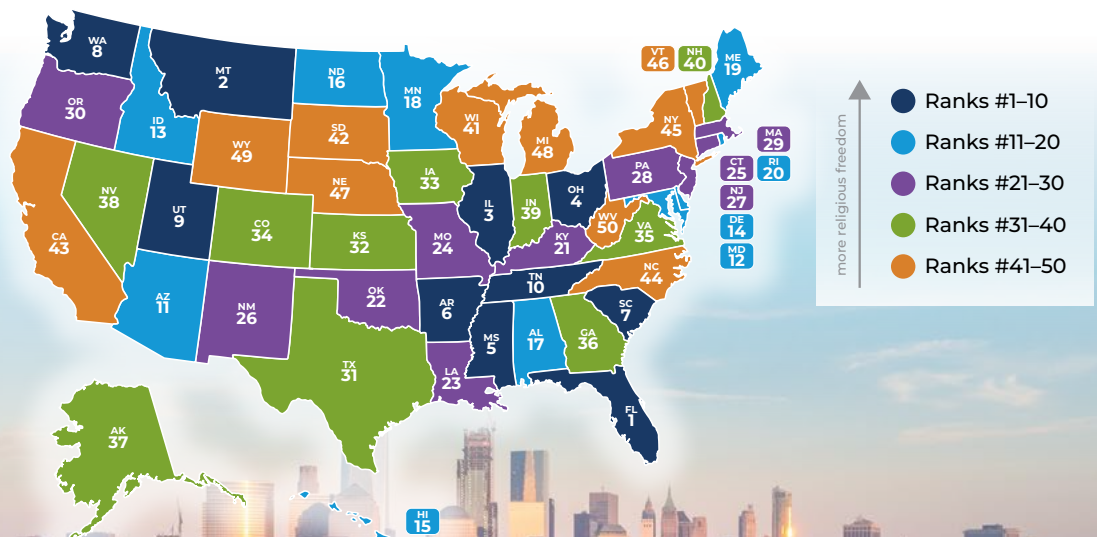 WA
8
MT
2
ND
16
MN
18
VT
46
NH
40
ME
19
OR
30
ID
13
WY
49
SD
42
WI
41
MI
48
NY
45
MA
29
CT
25
RI
20
NJ
27
DE
14
MD
12
NV
38
UT
9
CO
34
NE
47
IA
33
IL
3
IN
39
OH
4
PA
28
WV
50
VA
35
CA
43
KS
32
MO
24
KY
21
NC
44
TN
10
SC
7
AZ
11
NM
26
OK
22
AR
6
MS
5
AL
17
GA
36
TX
31
LA
23
FL
1
AK
37
HI
15
more religious freedom
Ranks #1–10
Ranks #11–20
Ranks #21–30
Ranks #31–40
Ranks #41–50